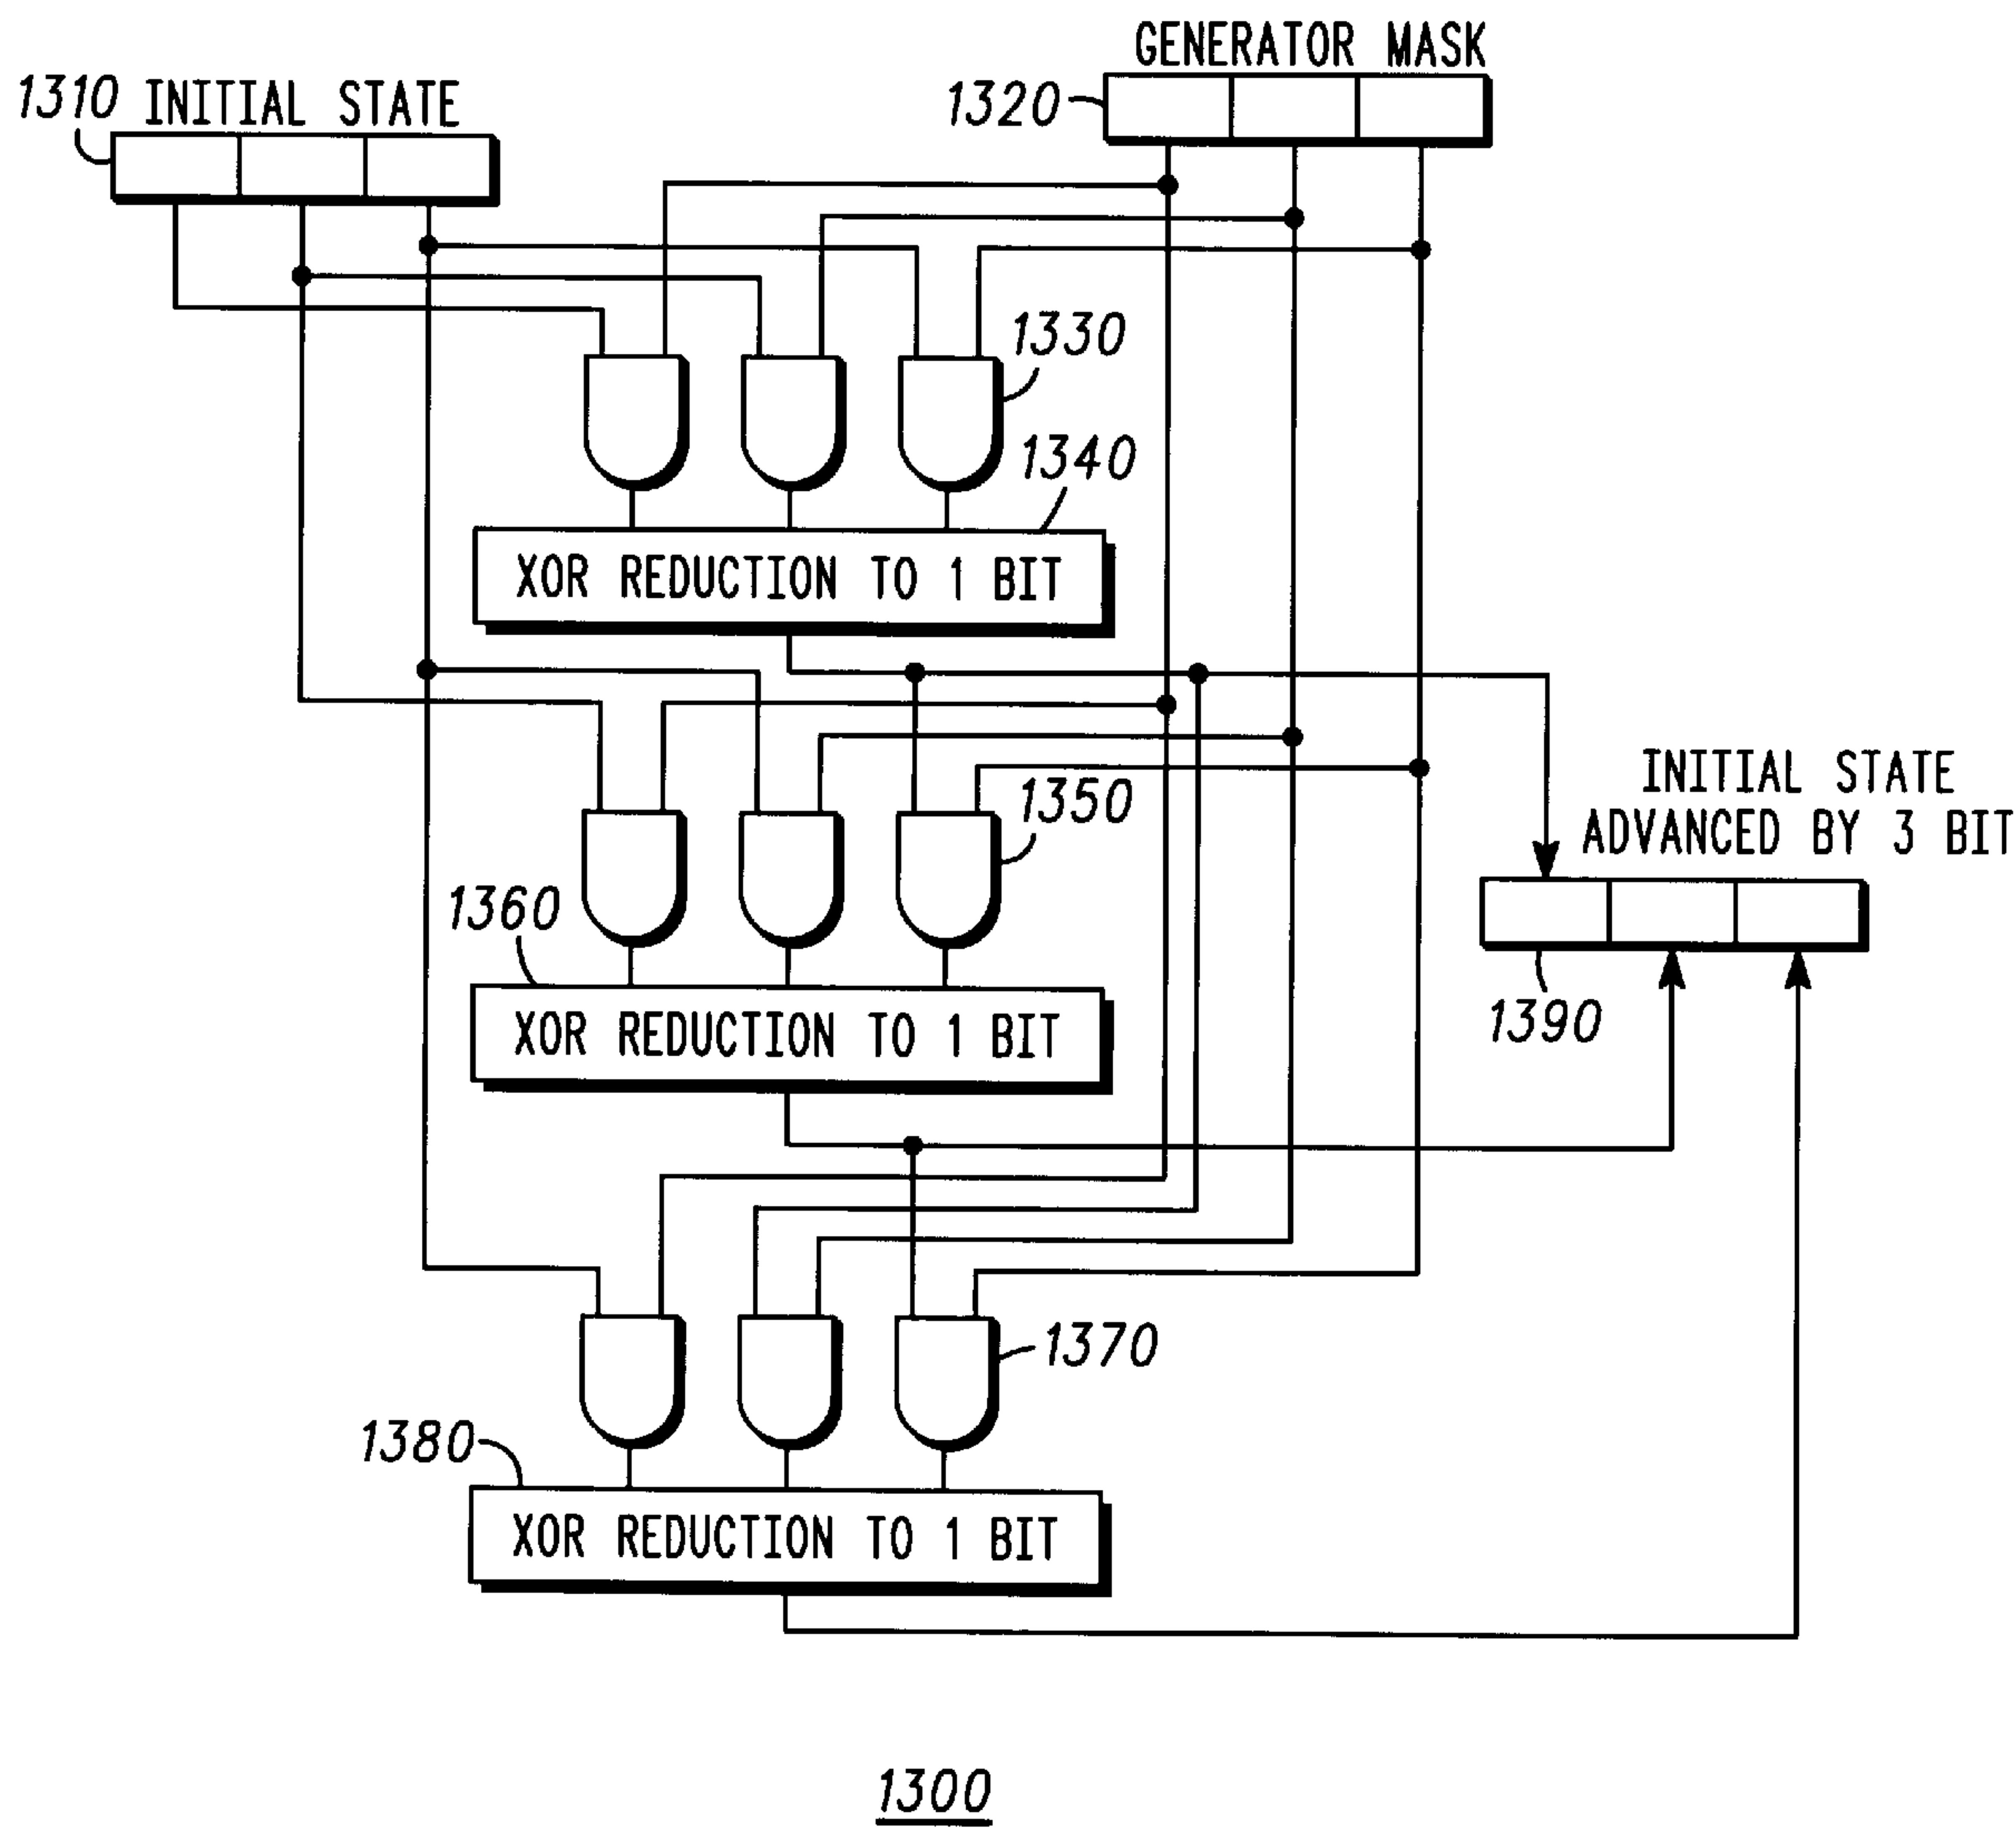 GENERATOR MASK
1310 INITIAL STATE
1320
1330
1340
XOR REDUCTION TO 1 BIT
INITIAL STATE
ADVANCED BY 3 BIT
1350
1360
1390
XOR REDUCTION TO 1 BIT
1370
1380
XOR REDUCTION TO 1 BIT
1300